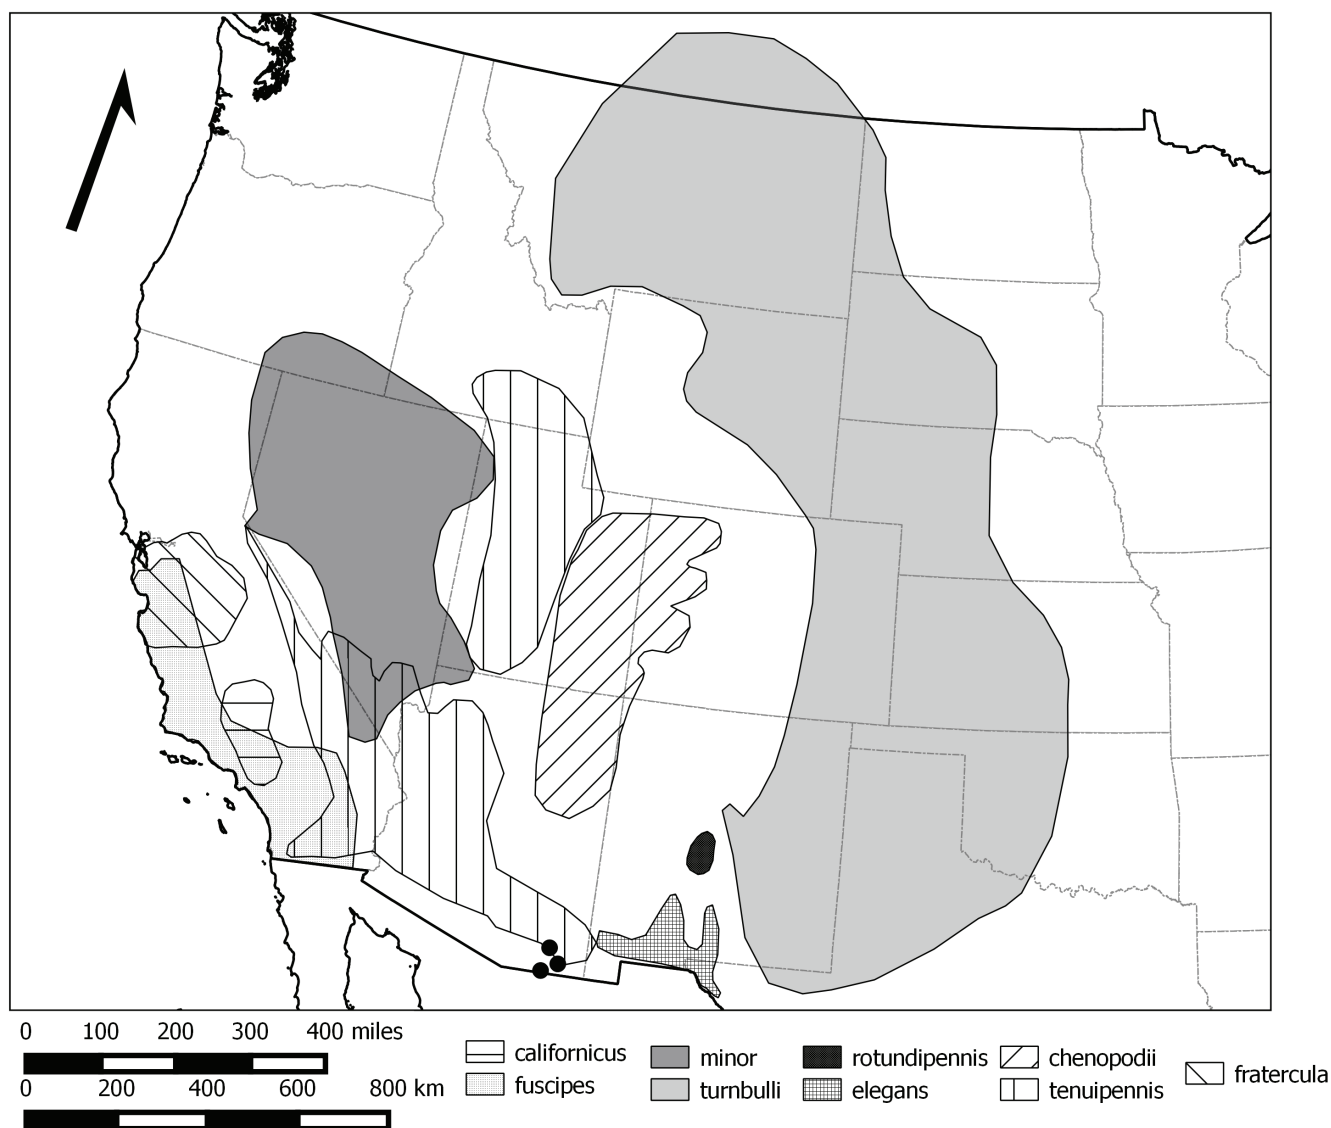 0 100 200 300 400 miles
0 200 400 600 800 km
californicus
fuscipes
minor
turnbulli
rotundipennis
elegans
chenopodii
tenuipennis
fratercula